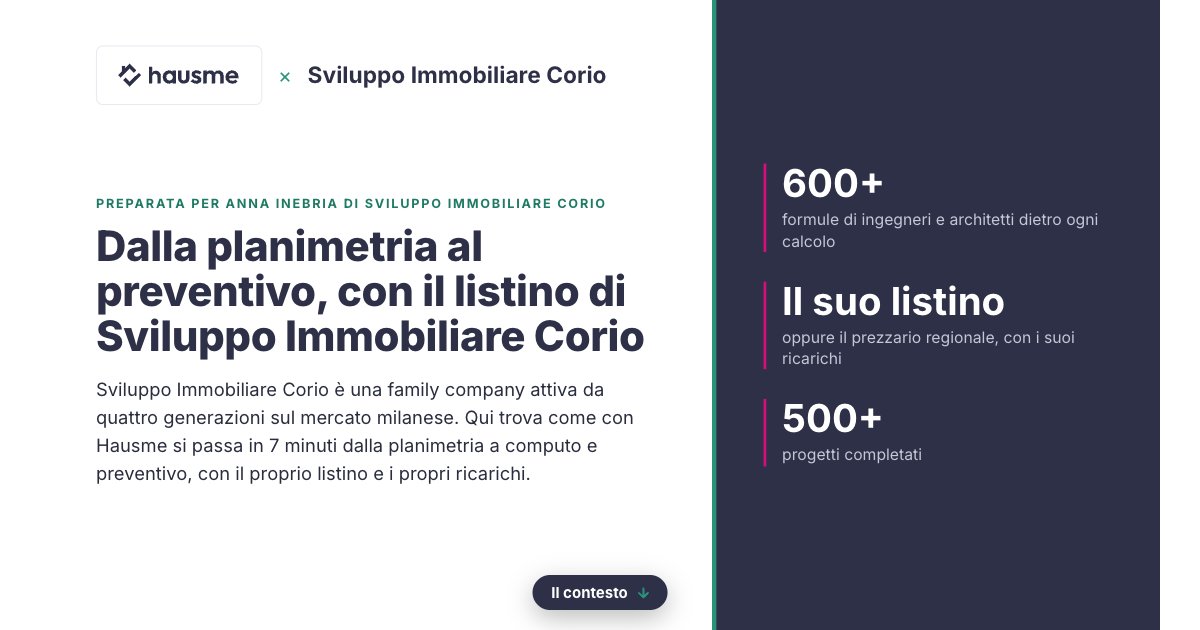 hausme × Sviluppo Immobiliare Corio
PREPARATA PER ANNA INEBRIA DI SVILUPPO IMMOBILIARE CORIO
Dalla planimetria al
preventivo, con il listino di
Sviluppo Immobiliare Corio
Sviluppo Immobiliare Corio è una family company attiva da
quattro generazioni sul mercato milanese. Qui trova come con
Hausme si passa in 7 minuti dalla planimetria a computo e
preventivo, con il proprio listino e i propri ricarichi.
Il contesto ↓
600+
formule di ingegneri e architetti dietro ogni
calcolo
Il suo listino
oppure il prezzario regionale, con i suoi
ricarichi
500+
progetti completati